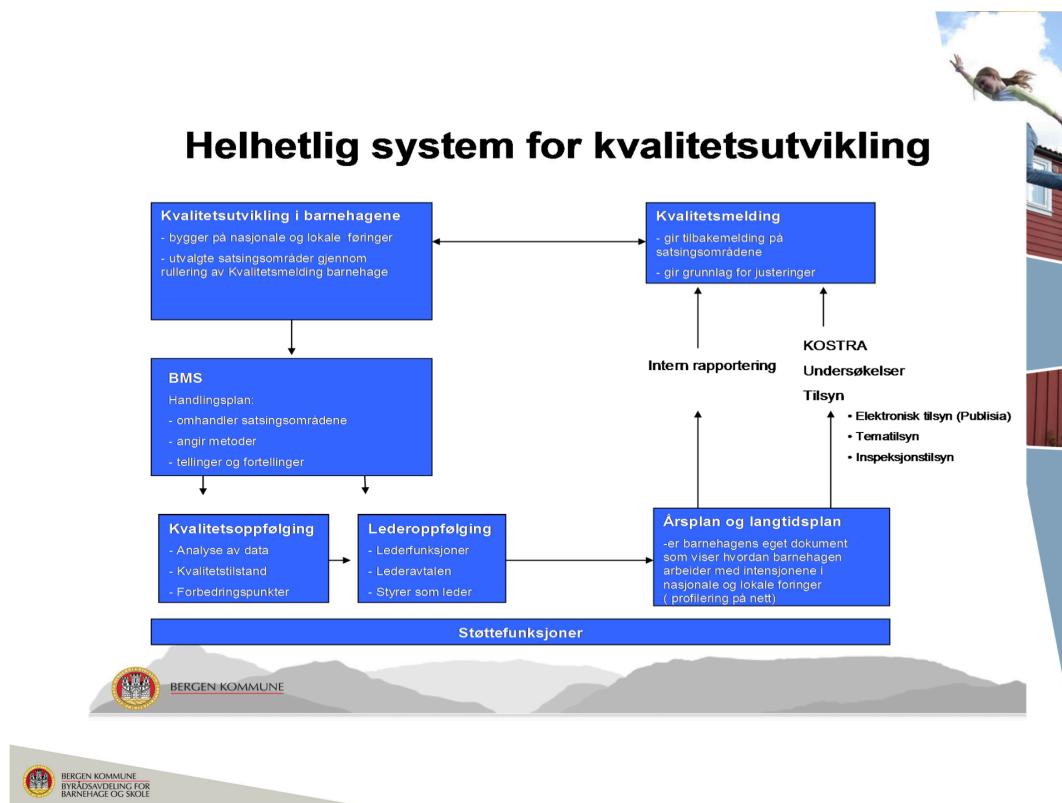 Helhetlig system for kvalitetsutvikling
Kvalitetsutvikling i barnehagene
- bygger på nasjonale og lokale føringer
- utvalgte satsingsområder gjennom
rullering av Kvalitetsmelding barnehage
Kvalitetsmelding
- gir tilbakemelding på
satsingsområdene
- gir grunnlag for justeringer
Intern rapportering
KOSTRA
Undersøkelser
Tilsyn
• Elektronisk tilsyn (Publisia)
• Tematilsyn
• Inspeksjonstilsyn
BMS
Handlingsplan:
- omhandler satsingsområdene
- angir metoder
- tellinger og fortellinger
Kvalitetsoppfølging
- Analyse av data
- Kvalitetstilstand
- Forbedringspunkter
Lederoppfølging
- Lederfunksjoner
- Lederavtalen
- Styrer som leder
Årsplan og langtidsplan
-er barnehagens eget dokument
som viser hvordan barnehagen
arbeider med intensjonene i
nasjonale og lokale foringer
( profilering på nett)
Støttefunksjoner
BERGEN KOMMUNE
BERGEN KOMMUNE
BYRÅDSAVDELING FOR
BARNEHAGE OG SKOLE